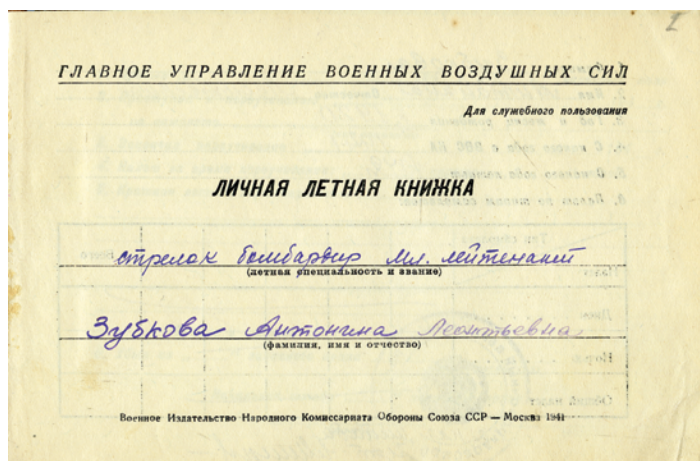 1
ГЛАВНОЕ УПРАВЛЕНИЕ ВОЕННЫХ ВОЗДУШНЫХ СИЛ
Для служебного пользования
ЛИЧНАЯ ЛЕТНАЯ КНИЖКА
стрелок бомбардир Мл. лейтенант
(летная специальность и звание)
Зубкова Антонина Леонтьевна
(фамилия, имя и отчество)
Военное Издательство Народного Комиссариата Обороны Союза ССР — Москва 1941